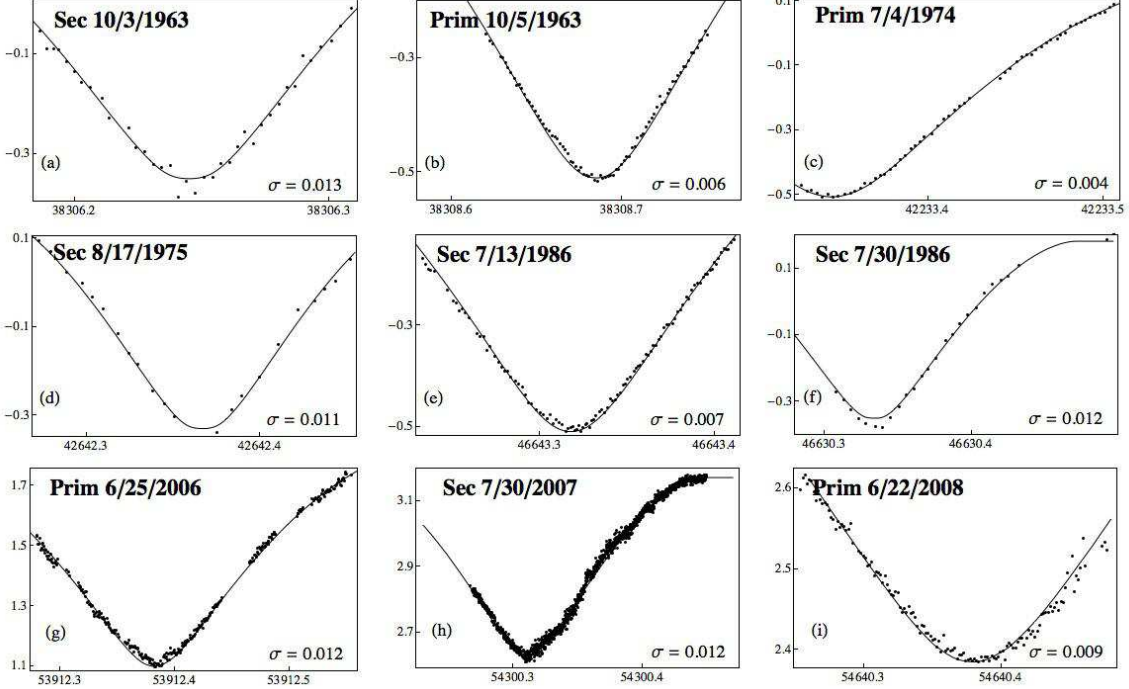 Sec 10/3/1963
−0.1
−0.3
(a)
σ = 0.013
38306.2
38306.3
Prim 10/5/1963
−0.3
−0.5
(b)
σ = 0.006
38308.6
38308.7
Prim 7/4/1974
0.1
−0.1
−0.3
−0.5
(c)
σ = 0.004
42233.4
42233.5
Sec 8/17/1975
0.1
−0.1
−0.3
(d)
σ = 0.011
42642.3
42642.4
Sec 7/13/1986
−0.3
−0.5
(e)
σ = 0.007
46643.3
46643.4
Sec 7/30/1986
0.1
−0.1
−0.3
(f)
σ = 0.012
46630.3
46630.4
Prim 6/25/2006
1.7
1.5
1.3
1.1
(g)
σ = 0.012
53912.3
53912.4
53912.5
Sec 7/30/2007
3.1
2.9
2.7
(h)
σ = 0.012
54300.3
54300.4
Prim 6/22/2008
2.6
2.5
2.4
(i)
σ = 0.009
54640.3
54640.4